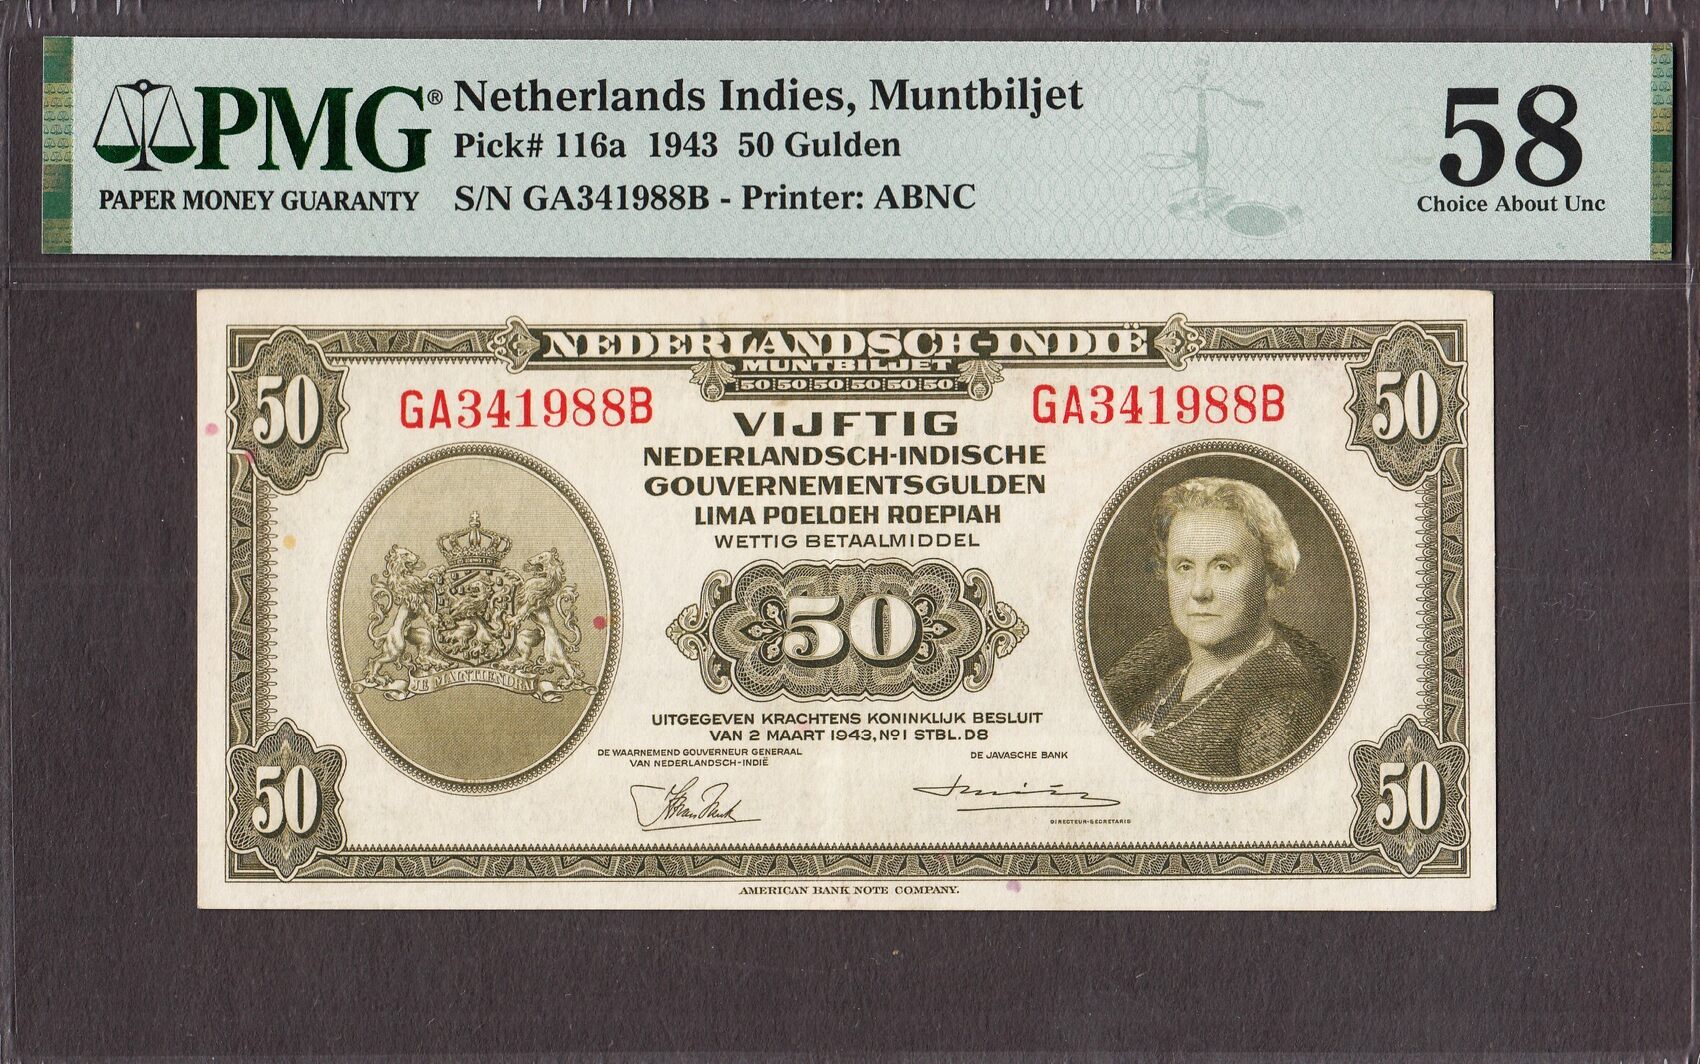 PMG® Netherlands Indies, Muntbiljet
Pick# 116a 1943 50 Gulden
PAPER MONEY GUARANTY S/N GA341988B - Printer: ABNC
58
Choice About Unc
NEDERLANDSCH-INDIË
MUNTBILJET
50 50 50 50 50 50
50 50
GA341988B GA341988B
VIJFTIG
NEDERLANDSCH-INDISCHE
GOUVERNEMENTSGULDEN
LIMA POELOEH ROEPIAH
WETTIG BETAALMIDDEL
50
JE MAINTIENDRAI
UITGEGEVEN KRACHTENS KONINKLIJK BESLUIT
VAN 2 MAART 1943, No 1 STBL. D8
DE WAARNEMEND GOUVERNEUR GENERAAL
VAN NEDERLANDSCH-INDIË
DE JAVASCHE BANK
DIRECTEUR-SECRETARIS
50 50
AMERICAN BANK NOTE COMPANY.